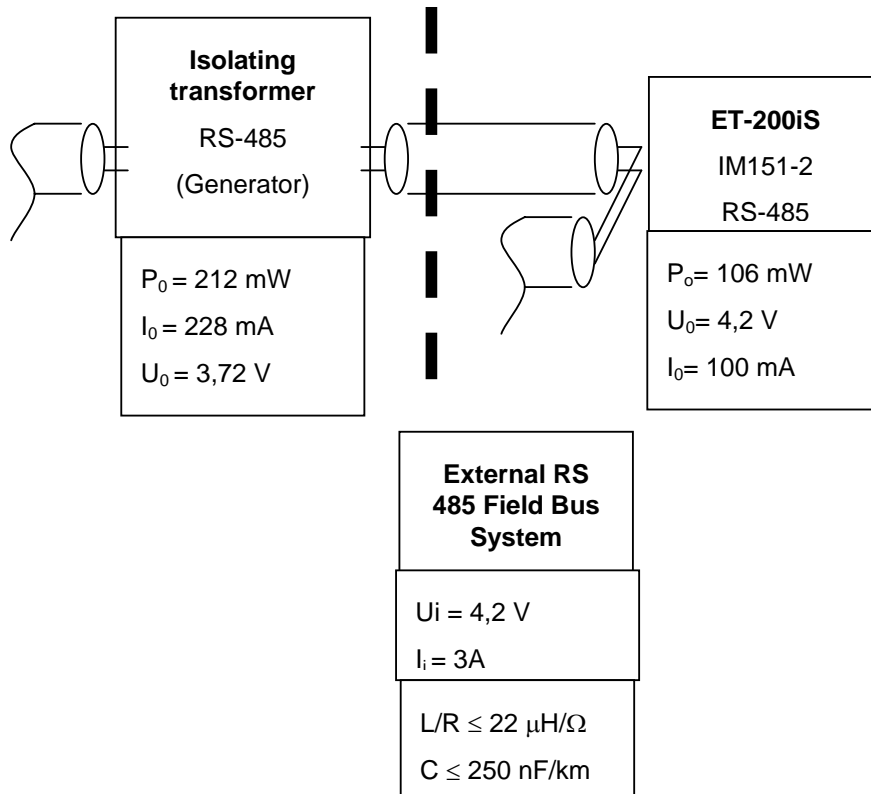 Isolating
transformer
RS-485
(Generator)
P₀ = 212 mW
I₀ = 228 mA
U₀ = 3,72 V
ET-200iS
IM151-2
RS-485
Pₒ= 106 mW
U₀= 4,2 V
I₀= 100 mA
External RS
485 Field Bus
System
Ui = 4,2 V
Iᵢ = 3A
L/R ≤ 22 μH/Ω
C ≤ 250 nF/km